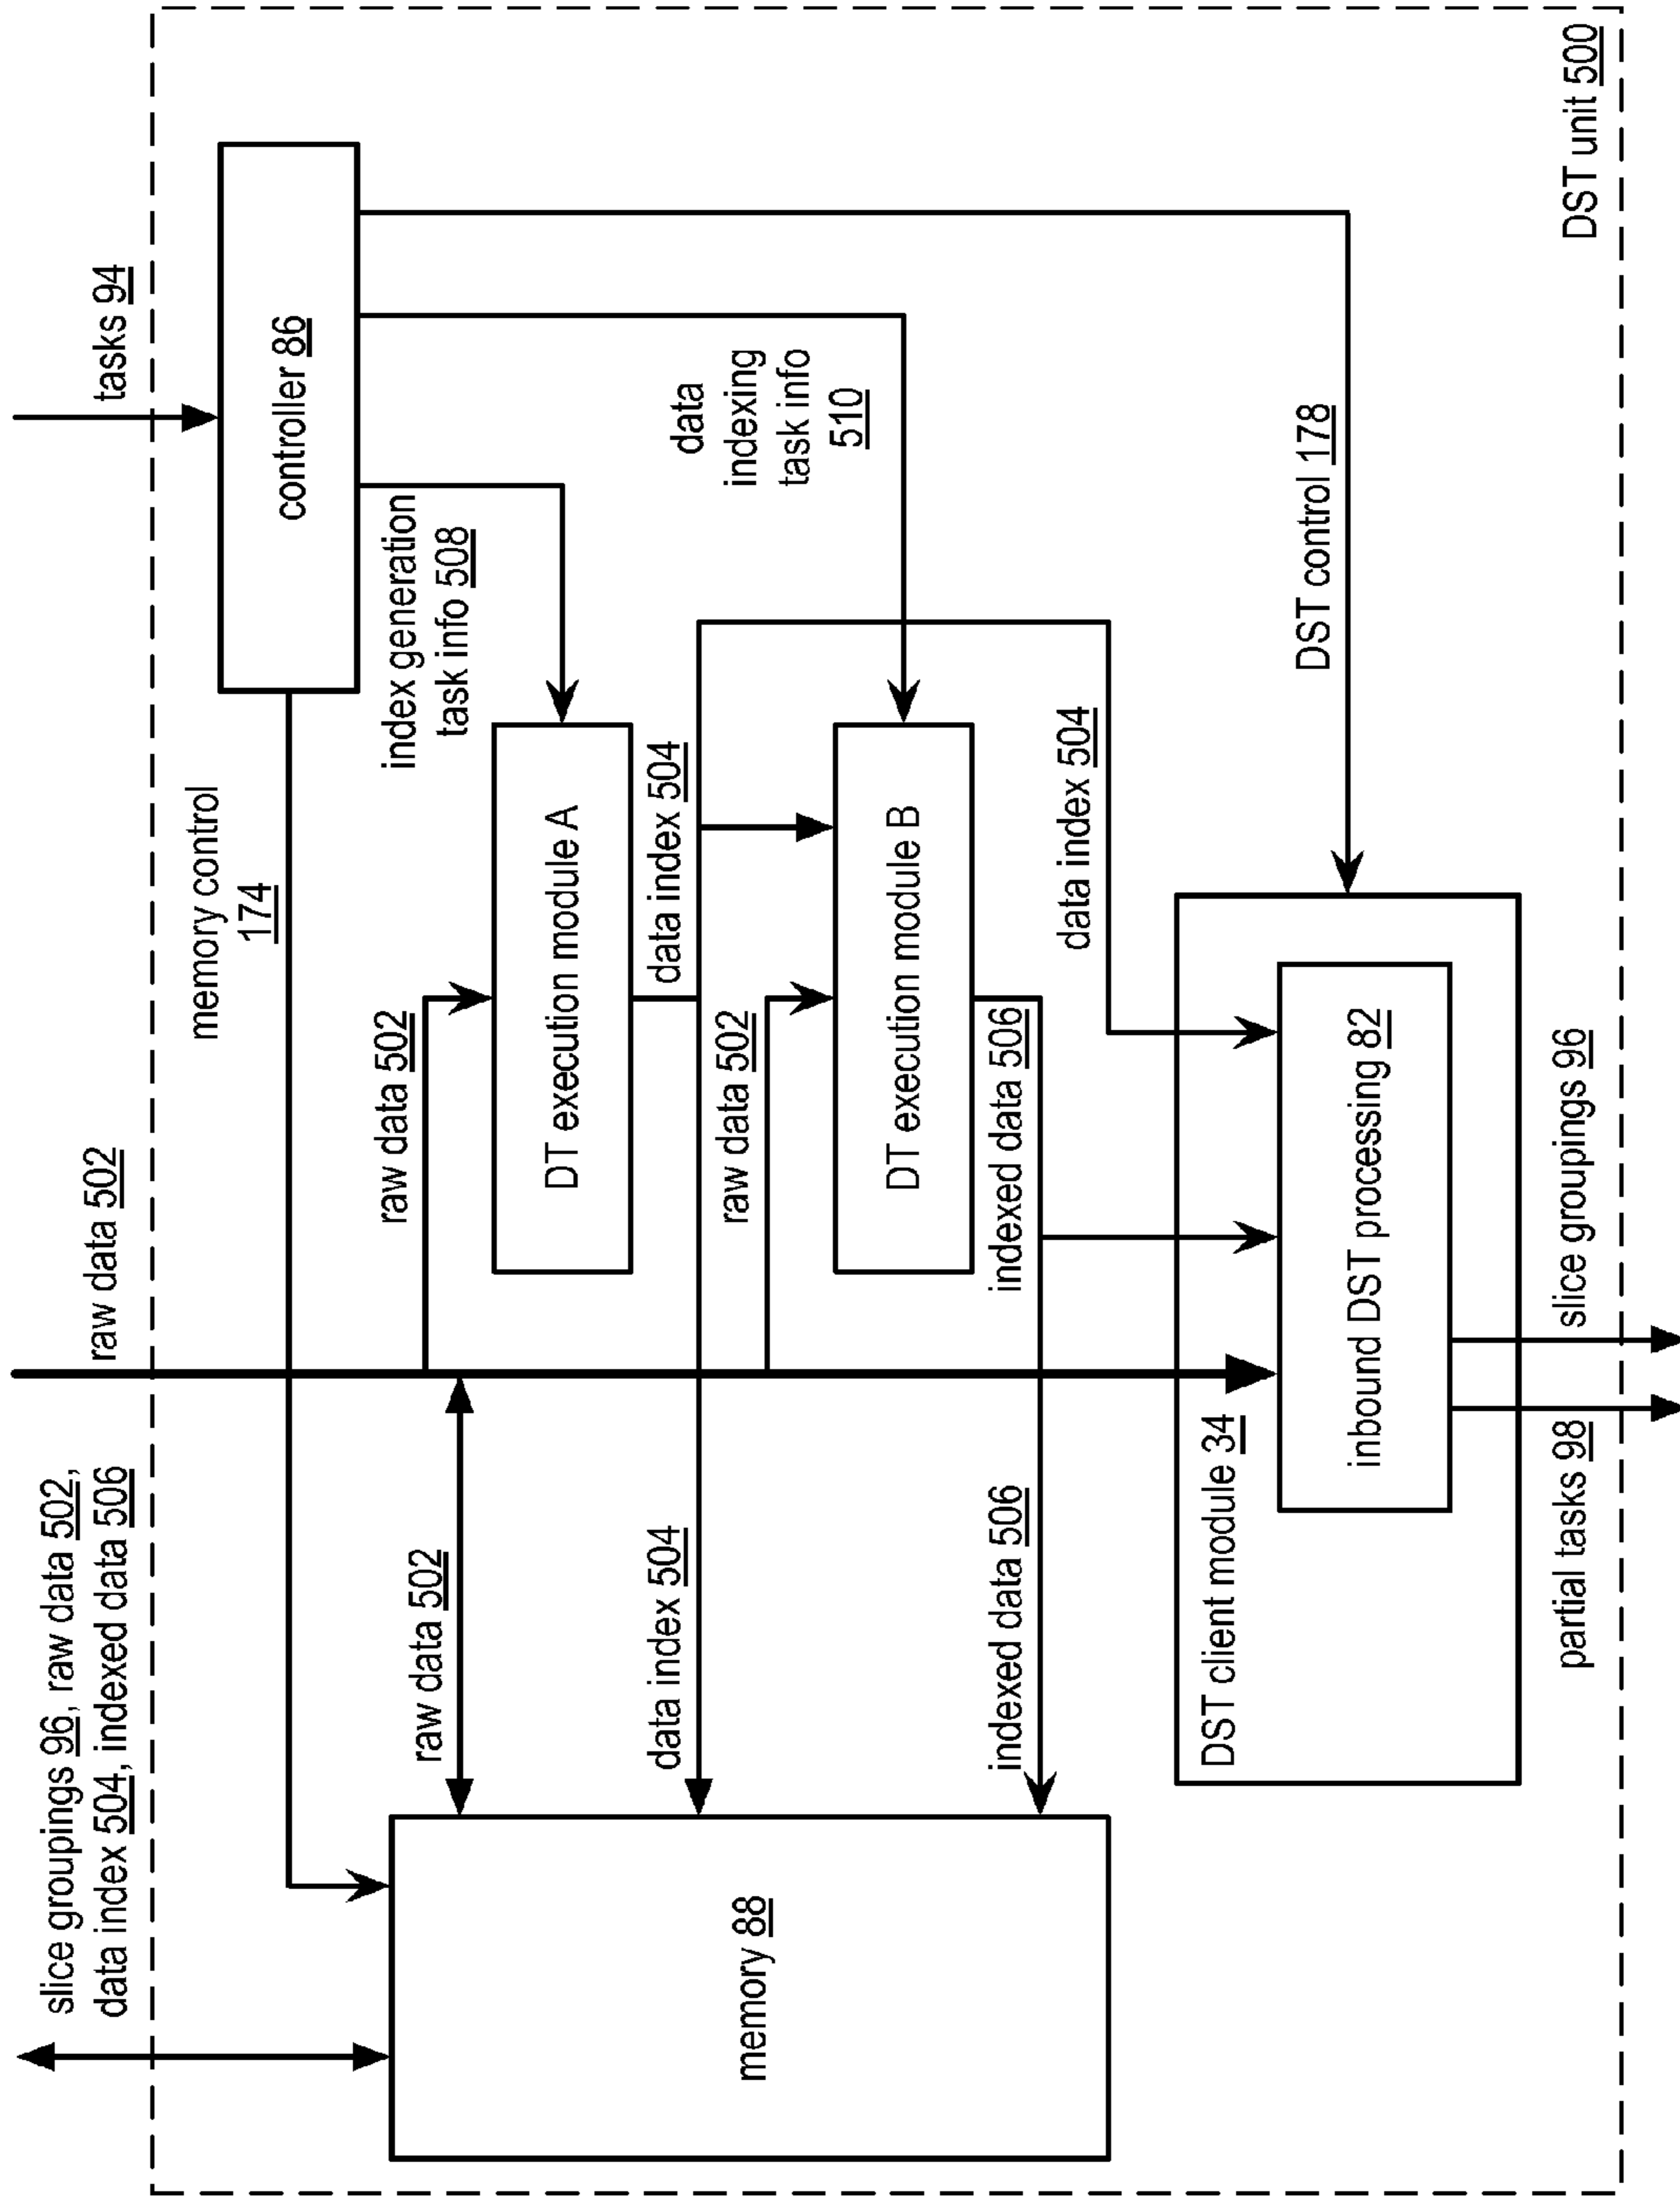 slice groupings 96, raw data 502,
data index 504, indexed data 506
raw data 502
tasks 94
memory control
174
controller 86
index generation
task info 508
data
indexing
task info
510
raw data 502
raw data 502
DT execution module A
data index 504
data index 504
raw data 502
DT execution module B
memory 88
indexed data 506
indexed data 506
data index 504
DST control 178
DST client module 34
inbound DST processing 82
partial tasks 98
slice groupings 96
DST unit 500